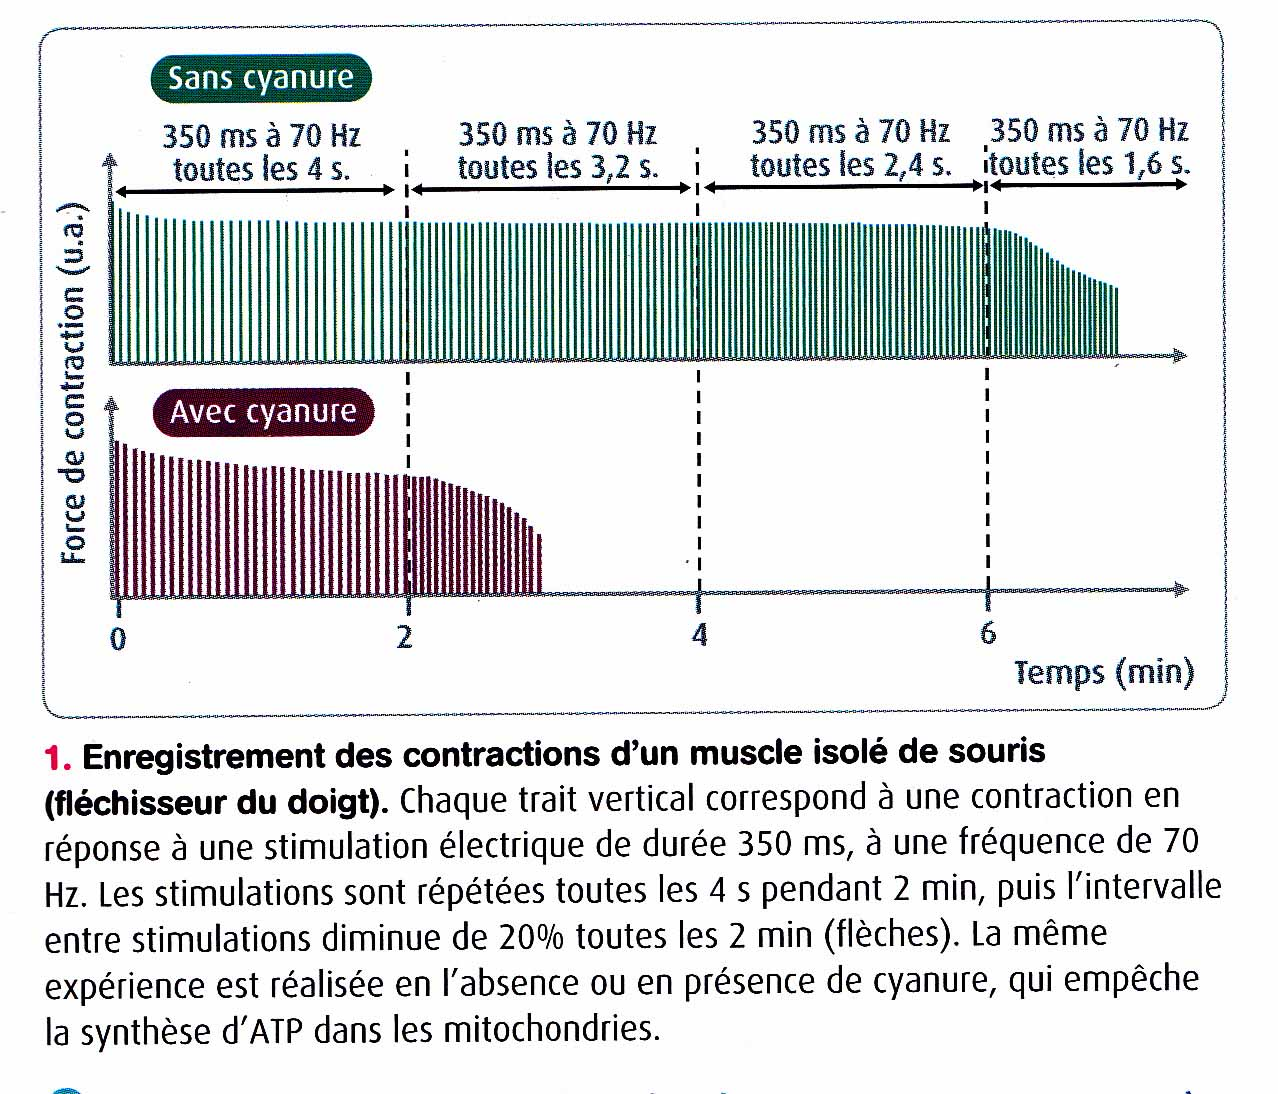 Sans cyanure
350 ms à 70 Hz
toutes les 4 s.
350 ms à 70 Hz
toutes les 3,2 s.
350 ms à 70 Hz
toutes les 2,4 s.
350 ms à 70 Hz
toutes les 1,6 s.
Force de contraction (u.a.)
Avec cyanure
0
2
4
6
Temps (min)
1. Enregistrement des contractions d'un muscle isolé de souris
(fléchisseur du doigt). Chaque trait vertical correspond à une contraction en
réponse à une stimulation électrique de durée 350 ms, à une fréquence de 70
Hz. Les stimulations sont répétées toutes les 4 s pendant 2 min, puis l'intervalle
entre stimulations diminue de 20% toutes les 2 min (flèches). La même
expérience est réalisée en l'absence ou en présence de cyanure, qui empêche
la synthèse d'ATP dans les mitochondries.